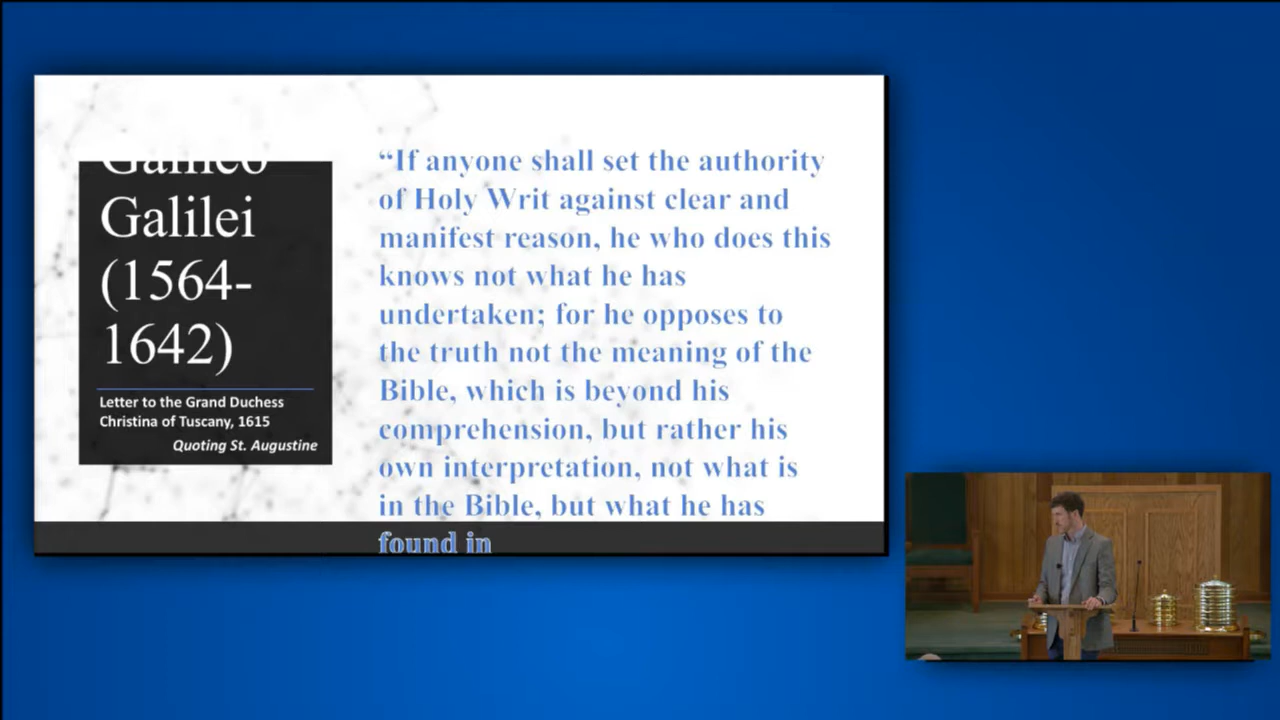 Galileo
Galilei
(1564-
1642)
Letter to the Grand Duchess
Christina of Tuscany, 1615
Quoting St. Augustine
“If anyone shall set the authority
of Holy Writ against clear and
manifest reason, he who does this
knows not what he has
undertaken; for he opposes to
the truth not the meaning of the
Bible, which is beyond his
comprehension, but rather his
own interpretation, not what is
in the Bible, but what he has
found in